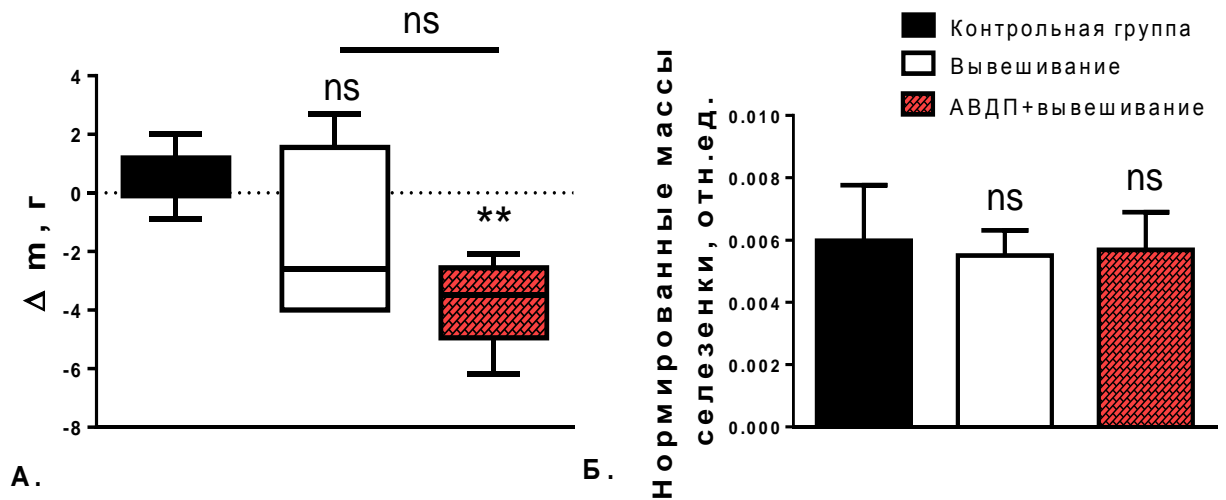 ns
4
ns
2
0
**
-2
-4
-6
-8
Δ m, г
А.
Контрольная группа
Вывешивание
АВДП+вывешивание
Нормированные массы
селезенки, отн.ед.
0.010
0.008
ns
ns
0.006
0.004
0.002
0.000
Б.